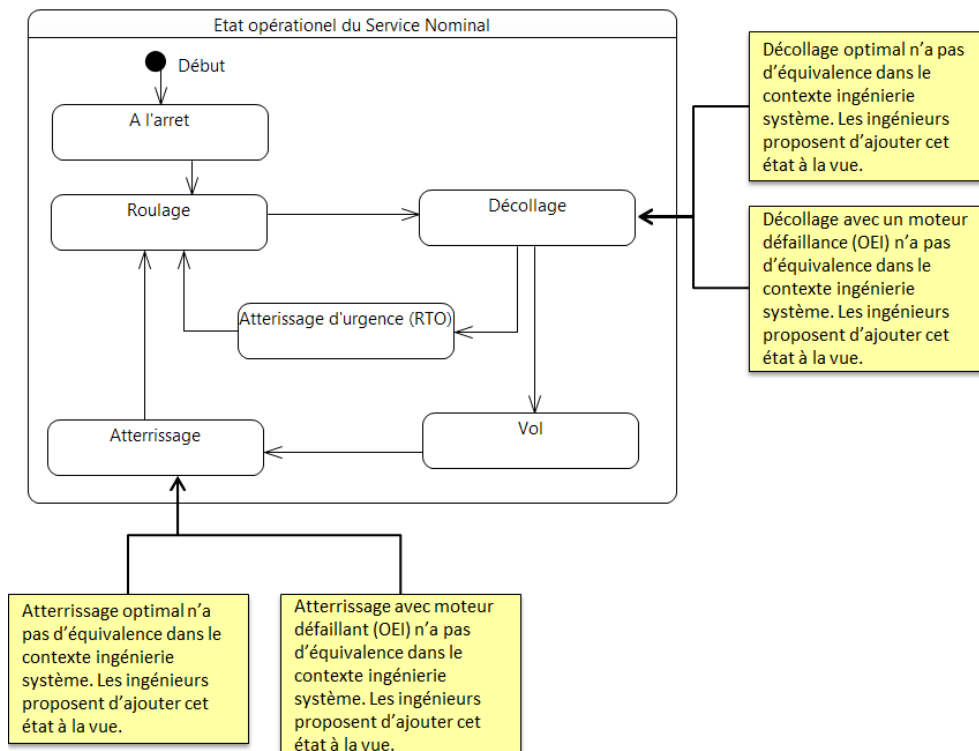 Etat opérationel du Service Nominal
Début
A l'arret
Roulage
Décollage
Atterissage d'urgence (RTO)
Atterrissage
Vol
Décollage optimal n'a pas
d'équivalence dans le
contexte ingénierie
système. Les ingénieurs
proposent d'ajouter cet
état à la vue.
Décollage avec un moteur
défaillance (OEI) n'a pas
d'équivalence dans le
contexte ingénierie
système. Les ingénieurs
proposent d'ajouter cet
état à la vue.
Atterrissage optimal n'a
pas d'équivalence dans le
contexte ingénierie
système. Les ingénieurs
proposent d'ajouter cet
état à la vue.
Atterrissage avec moteur
défaillant (OEI) n'a pas
d'équivalence dans le
contexte ingénierie
système. Les ingénieurs
proposent d'ajouter cet
état à la vue.